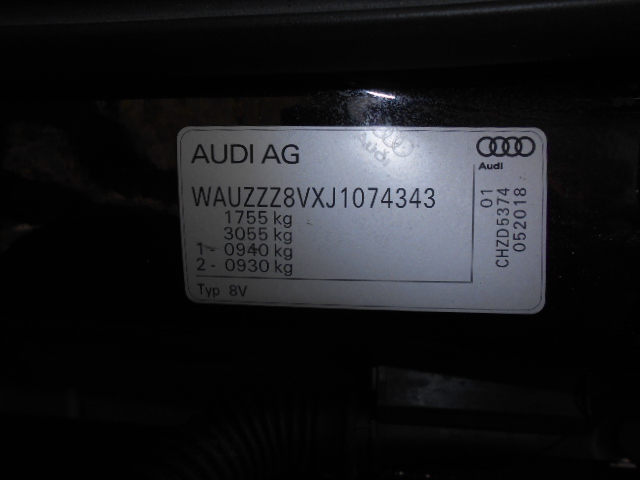 AUDI AG
Audi
Audi
WAUZZZ8VXJ1074343
1755 kg
3055 kg
1 - 0940 kg
2 - 0930 kg
Typ 8V
01
CHZD5374
052018